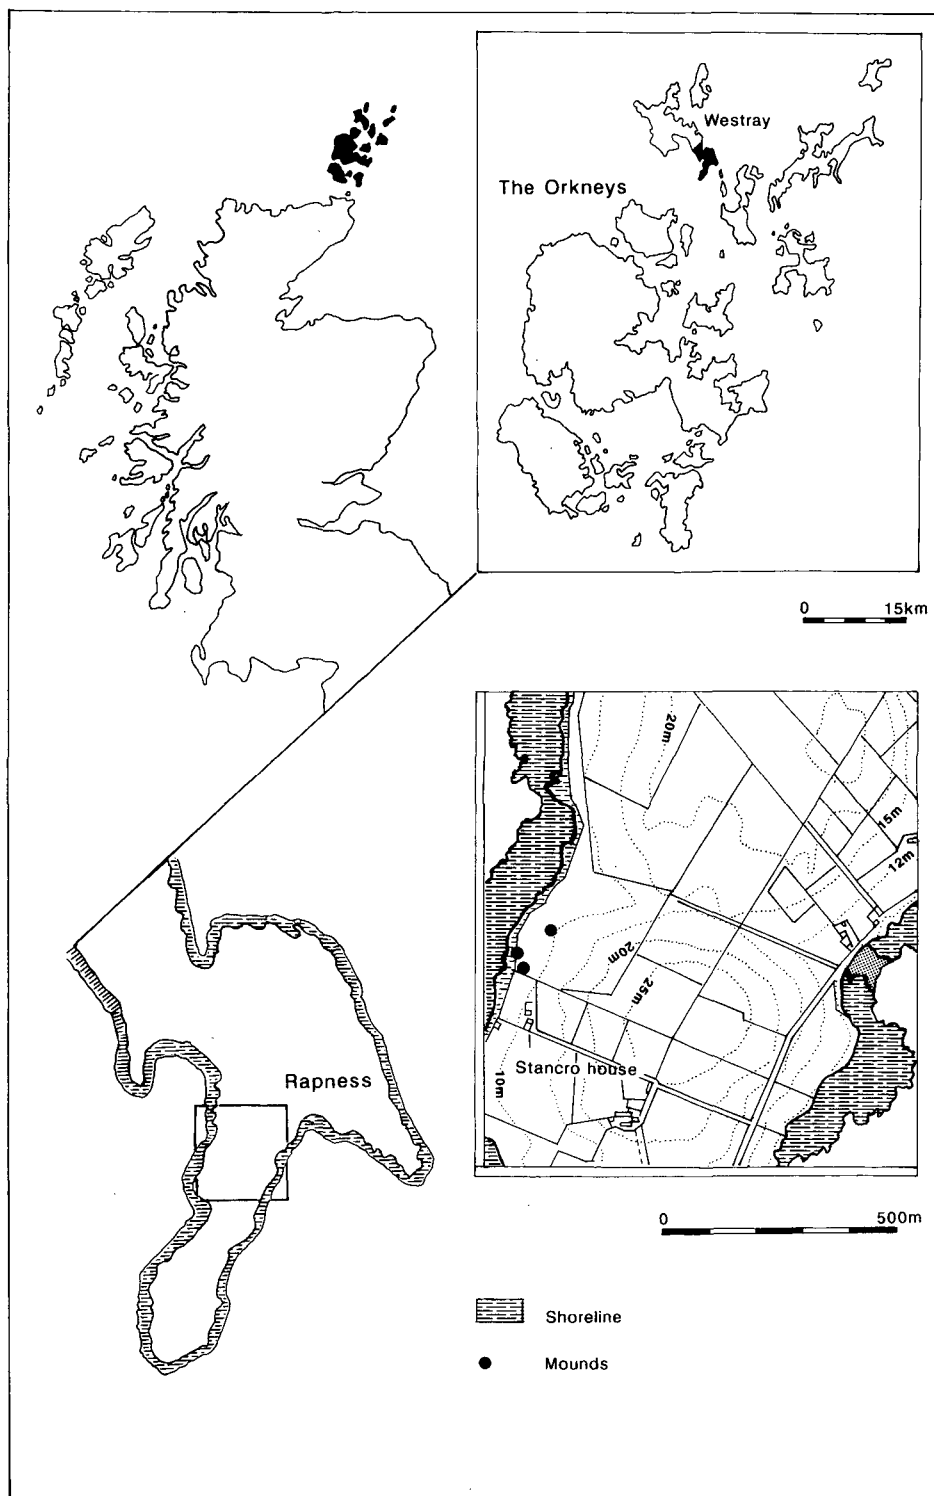 Westray
The Orkneys
0 15km
20m
15m
12m
20m
25m
Stancro house
10m
Rapness
0 500m
Shoreline
Mounds